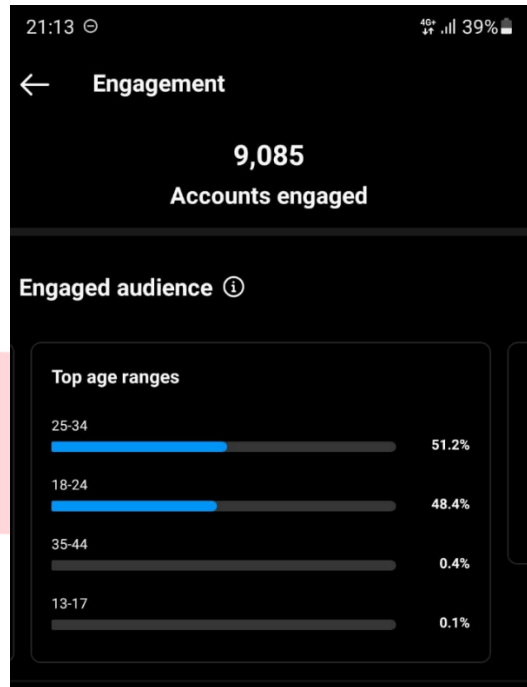 21:13
4G+ 39%
Engagement
9,085
Accounts engaged
Engaged audience
Top age ranges
25-34
51.2%
18-24
48.4%
35-44
0.4%
13-17
0.1%